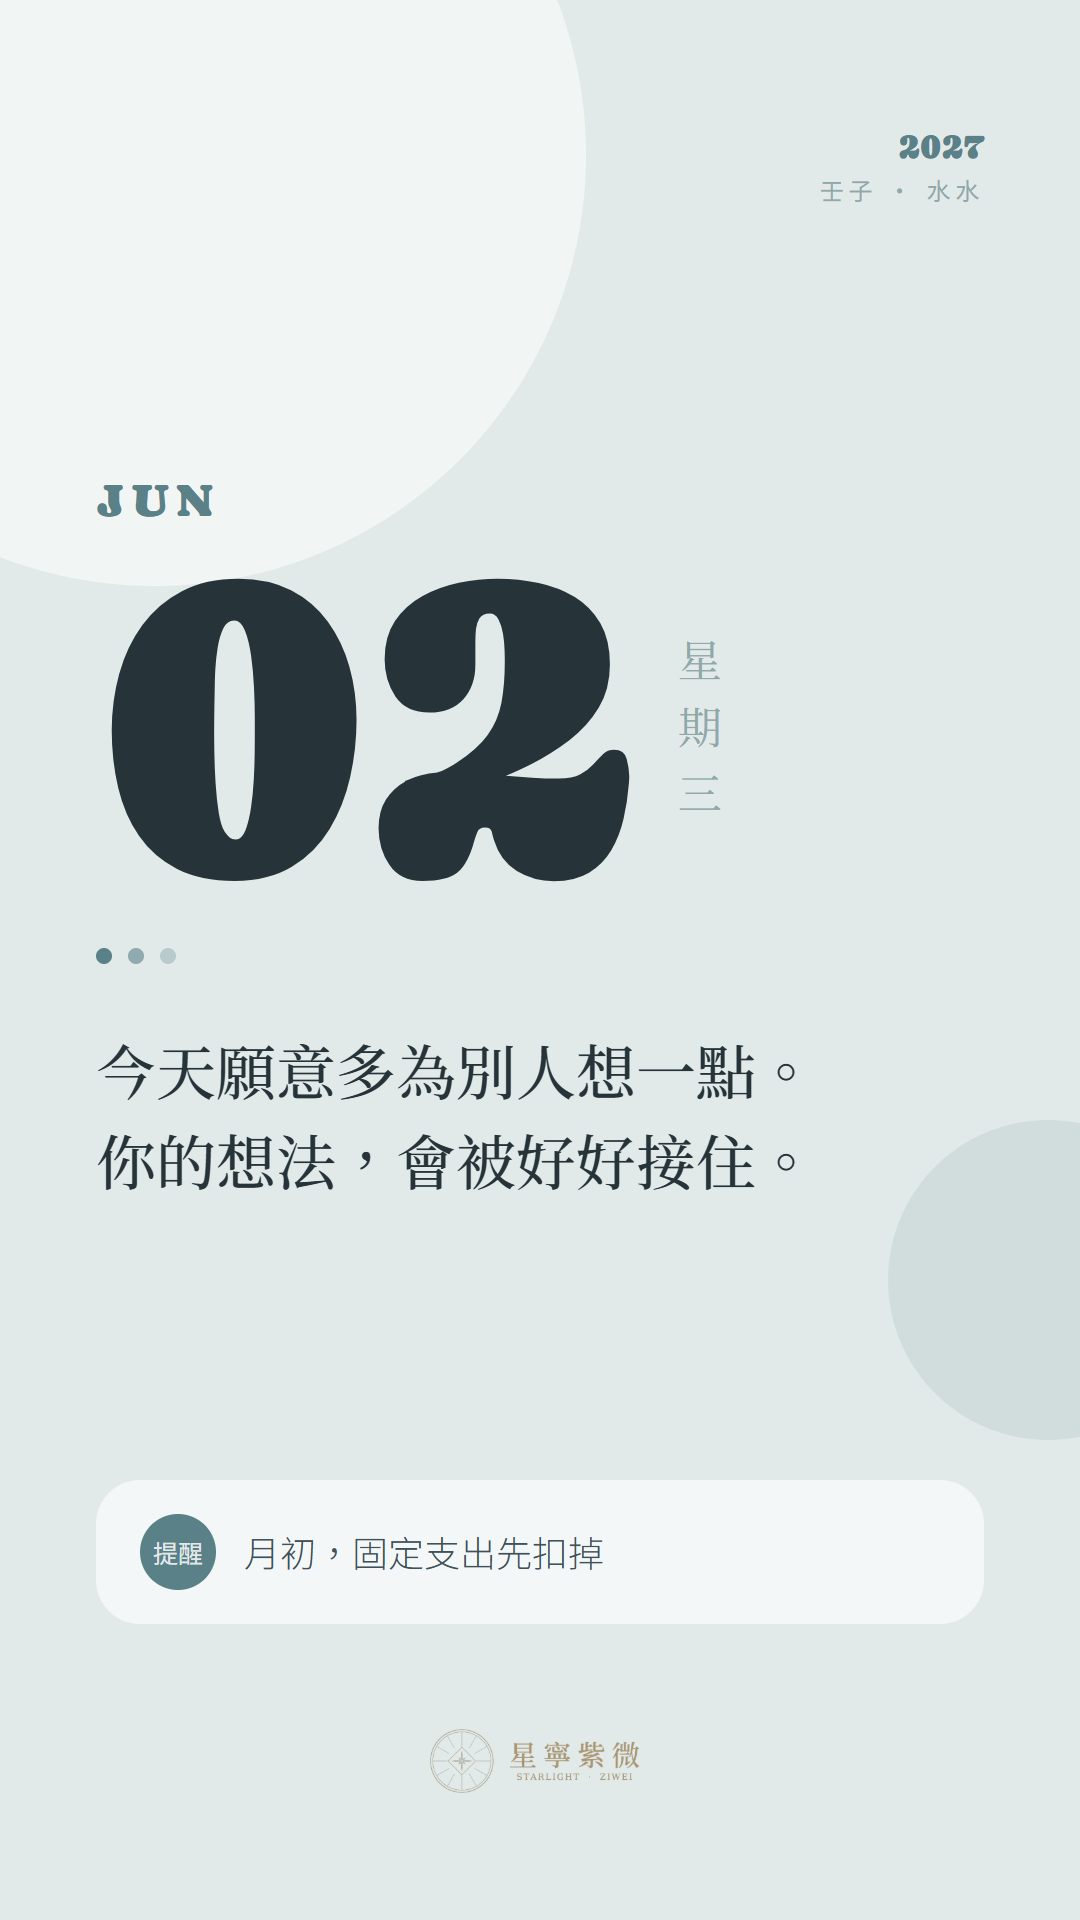 2027
壬子 · 水水
JUN
02
星期三
今天願意多為別人想一點。
你的想法，會被好好接住。
提醒
月初，固定支出先扣掉
星寧紫微
STARLIGHT · ZIWEI